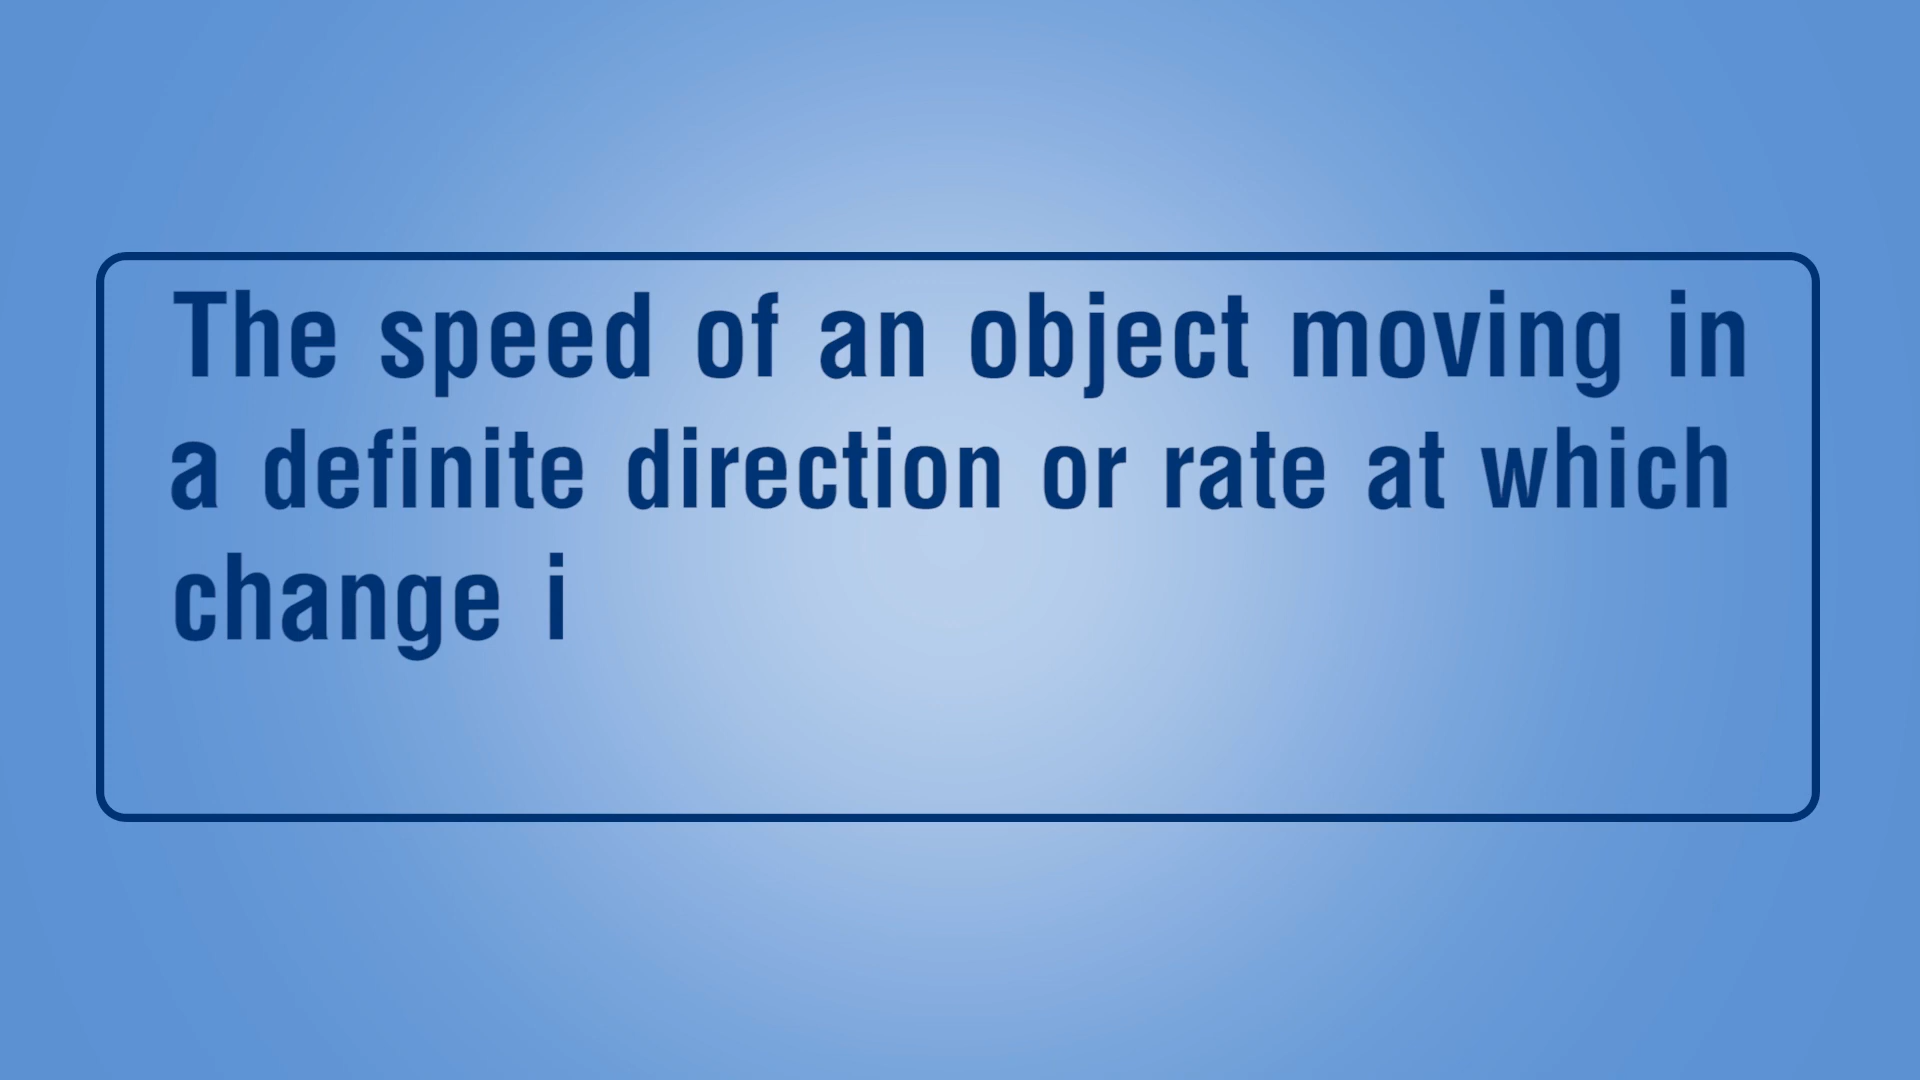 The speed of an object moving in
a definite direction or rate at which
change i